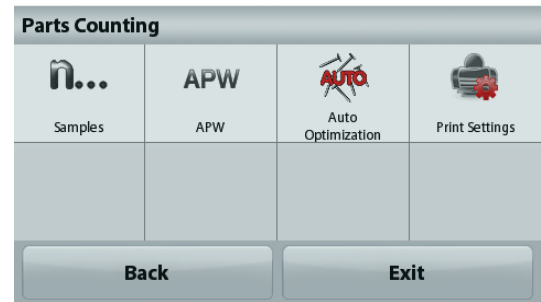 Parts Counting
n... APW AUTO
Samples APW Auto Optimization Print Settings
Back Exit